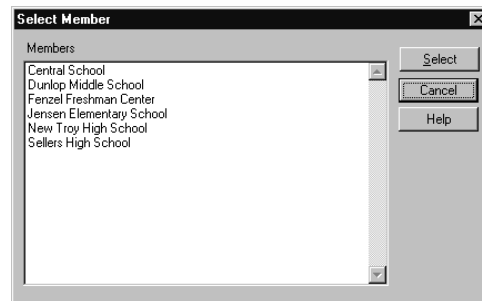 Select Member
Members
Central School
Dunlop Middle School
Fenzel Freshman Center
Jensen Elementary School
New Troy High School
Sellers High School
Select
Cancel
Help